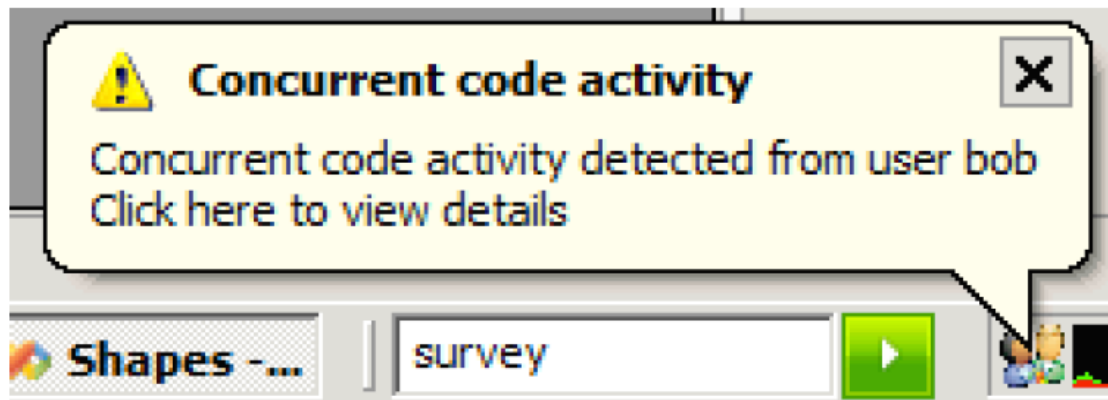 Concurrent code activity
Concurrent code activity detected from user bob
Click here to view details
Shapes -...
survey